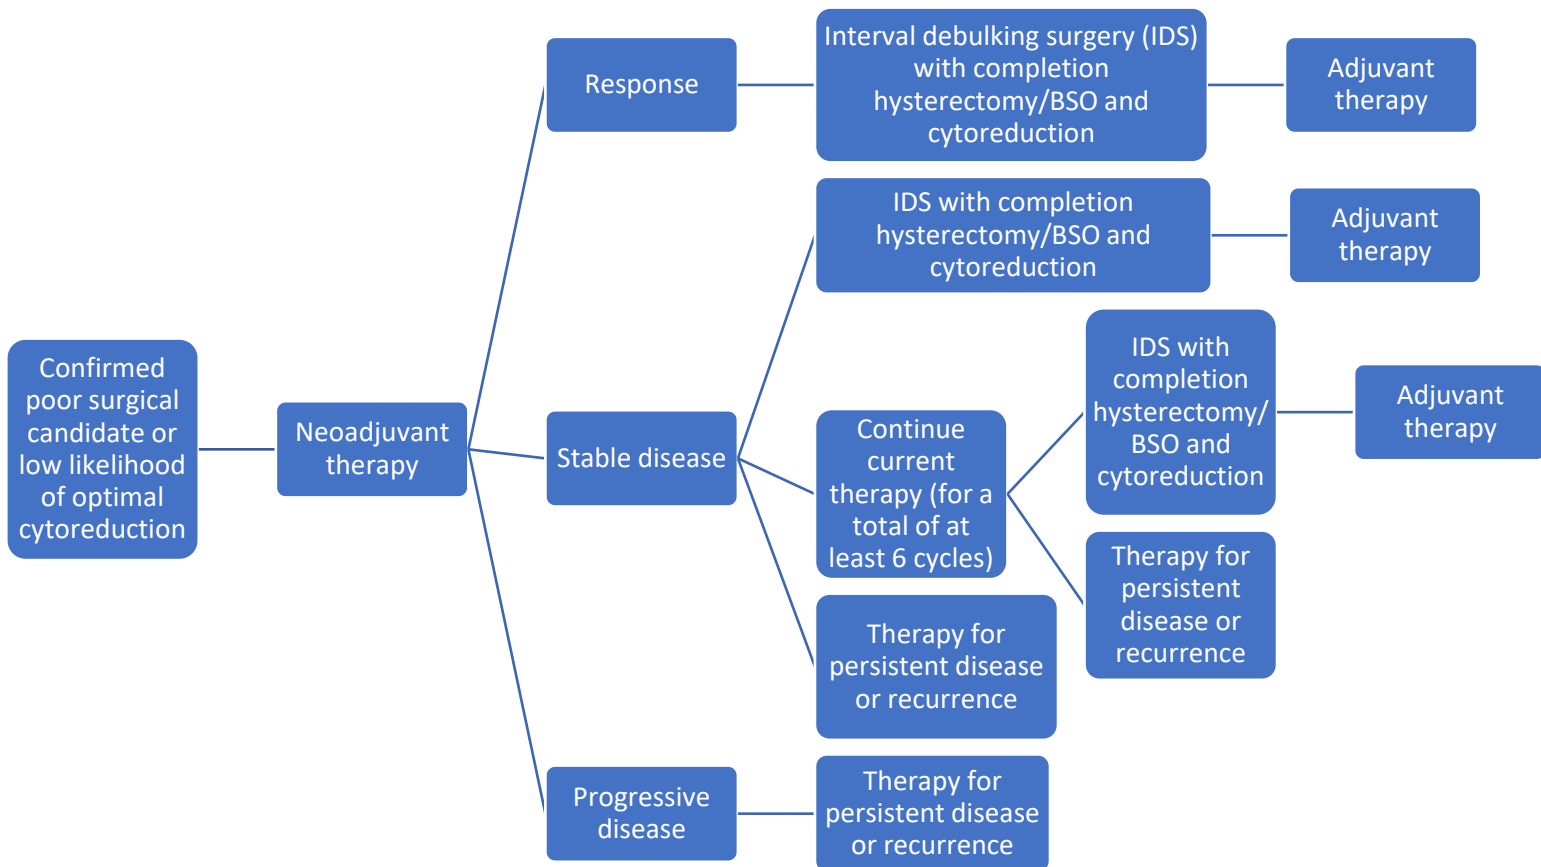 Confirmed
poor surgical
candidate or
low likelihood
of optimal
cytoreduction
Neoadjuvant
therapy
Response
Interval debulking surgery (IDS)
with completion
hysterectomy/BSO and
cytoreduction
Adjuvant
therapy
Stable disease
IDS with completion
hysterectomy/BSO and
cytoreduction
Adjuvant
therapy
Continue
current
therapy (for a
total of at
least 6 cycles)
IDS with
completion
hysterectomy/
BSO and
cytoreduction
Adjuvant
therapy
Therapy for
persistent
disease or
recurrence
Therapy for
persistent disease
or recurrence
Progressive
disease
Therapy for
persistent disease
or recurrence